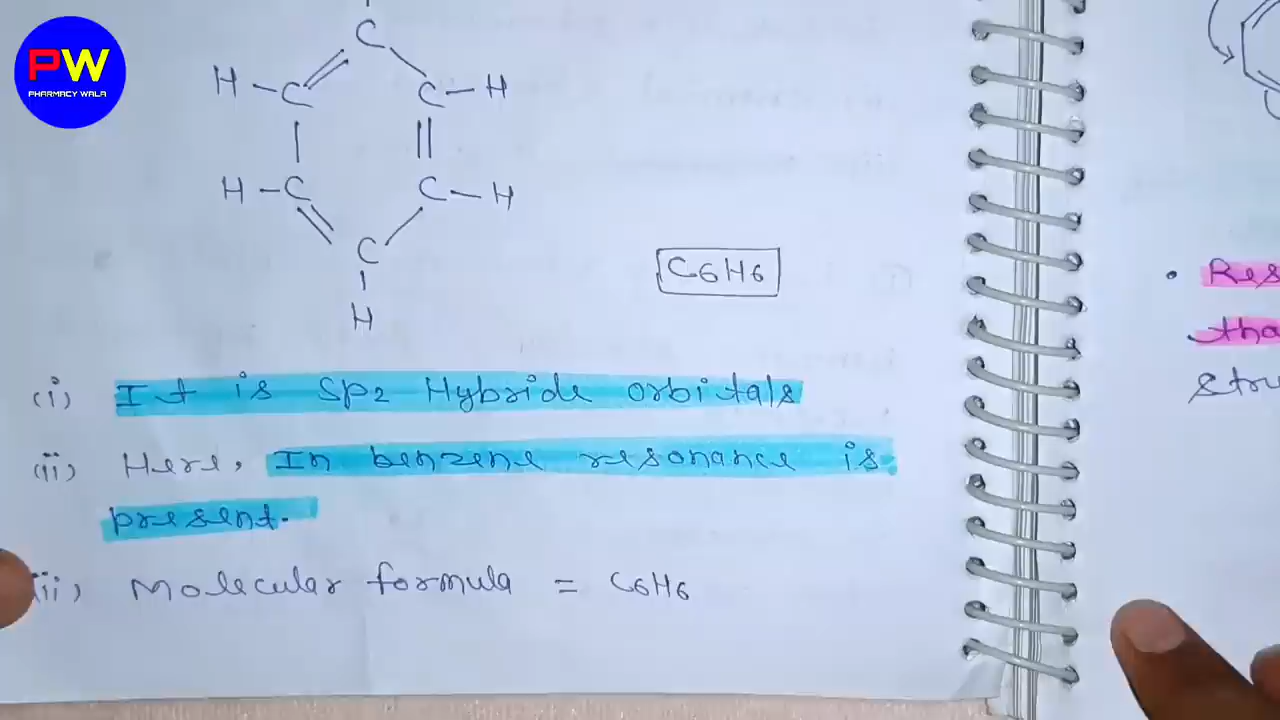 PW
PHARMACY WALA
C
H - C C - H
H - C C - H
C
H
C6H6
(i) It is SP2 Hybride orbitals
(ii) Here, In benzene resonance is
present.
ii) Molecular formula = C6H6